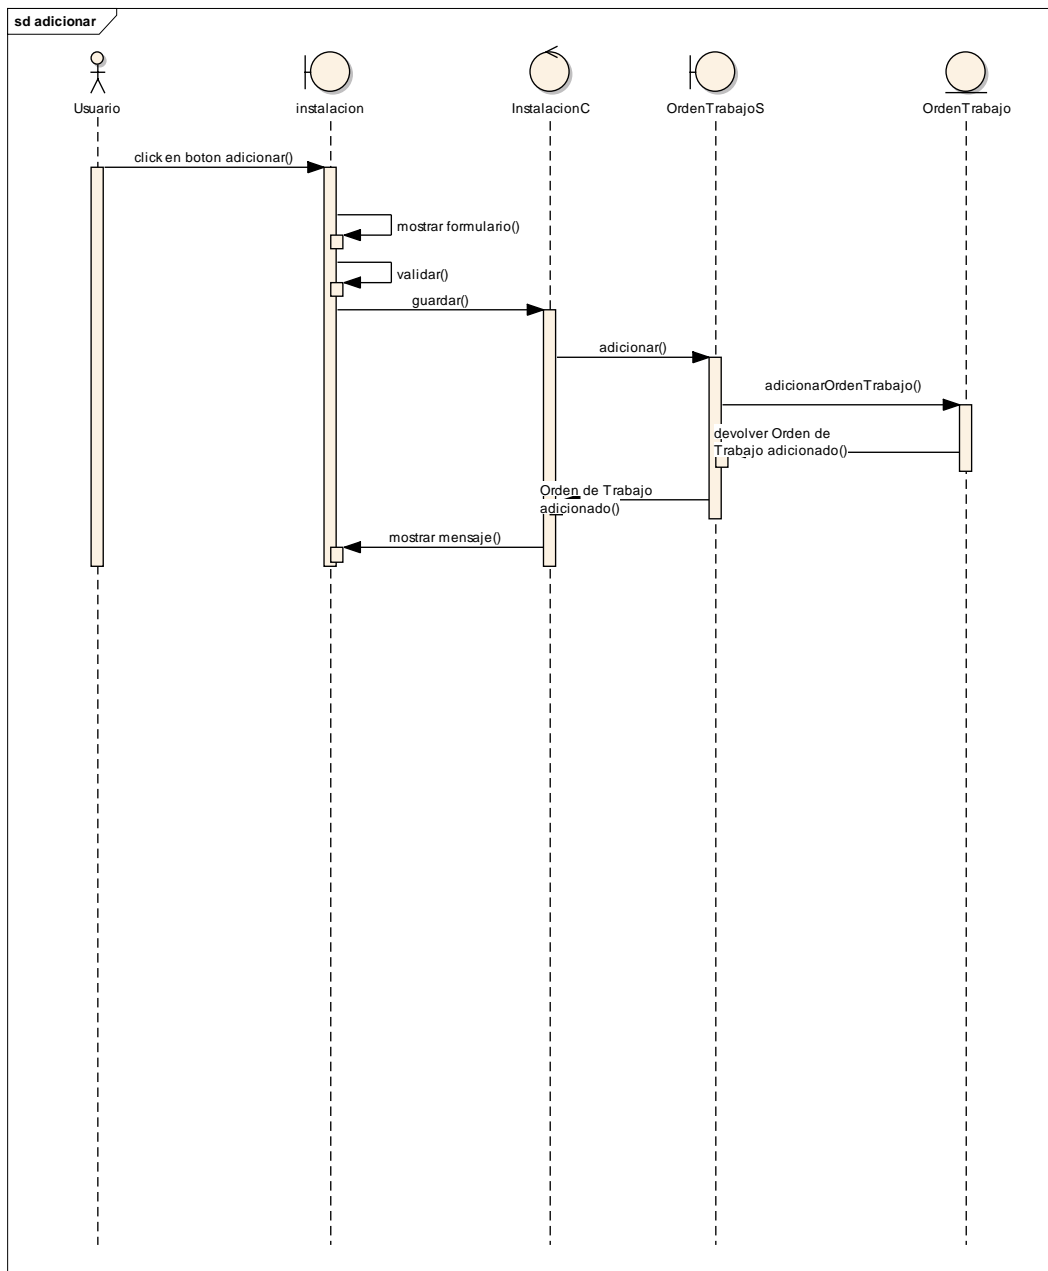 sd adicionar
Usuario
instalacion
InstalacionC
OrdenTrabajoS
OrdenTrabajo
click en boton adicionar()
mostrar formulario()
validar()
guardar()
adicionar()
adicionarOrdenTrabajo()
devolver Orden de
Trabajo adicionado()
Orden de Trabajo
adicionado()
mostrar mensaje()